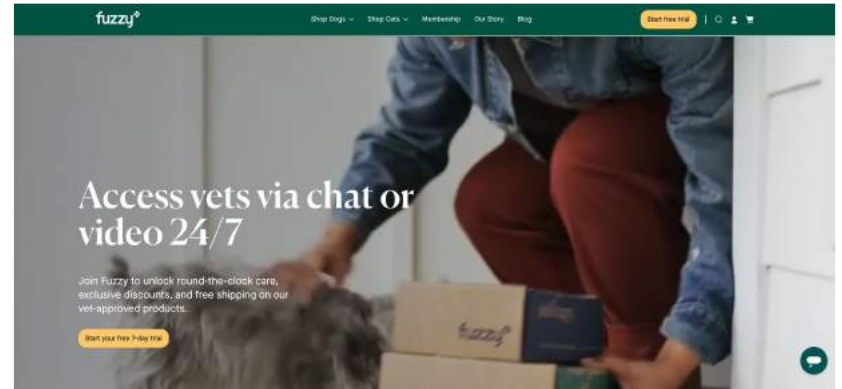 fuzzy
Shop Dogs Shop Cats Membership Our Story Blog
Start free trial
Access vets via chat or
video 24/7
Join Fuzzy to unlock round-the-clock care,
exclusive discounts, and free shipping on our
vet-approved products.
Start your free 7-day trial
fuzzy